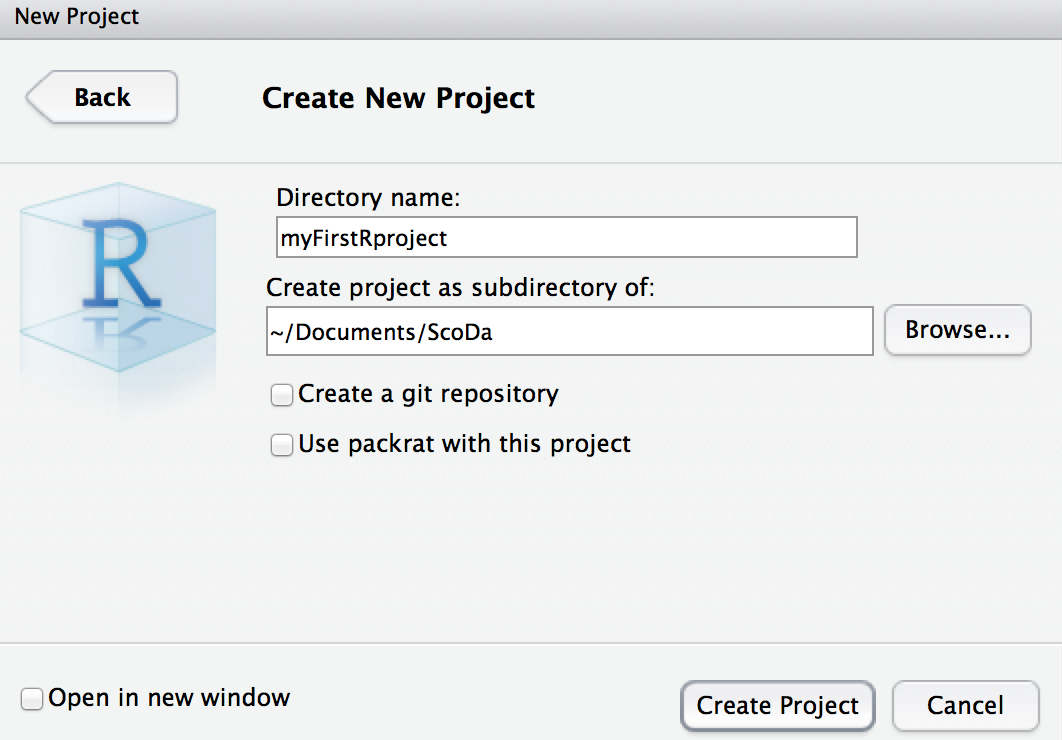 New Project
Back
Create New Project
R
Directory name:
myFirstRproject
Create project as subdirectory of:
~/Documents/ScoDa
Browse...
Create a git repository
Use packrat with this project
Open in new window
Create Project
Cancel